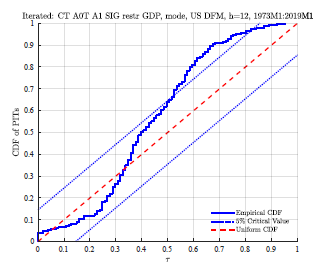 Iterated: CT A0T A1 SIG restr GDP, mode, US DFM, h=12, 1973M1:2019M1
CDF of PITs
1
0.9
0.8
0.7
0.6
0.5
0.4
0.3
0.2
0.1
0
Empirical CDF
5% Critical Value
Uniform CDF
0 0.1 0.2 0.3 0.4 0.5 0.6 0.7 0.8 0.9 1
τ